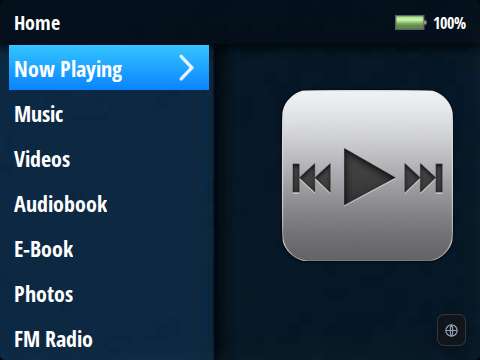 Home
100%
Now Playing
Music
Videos
Audiobook
E-Book
Photos
FM Radio